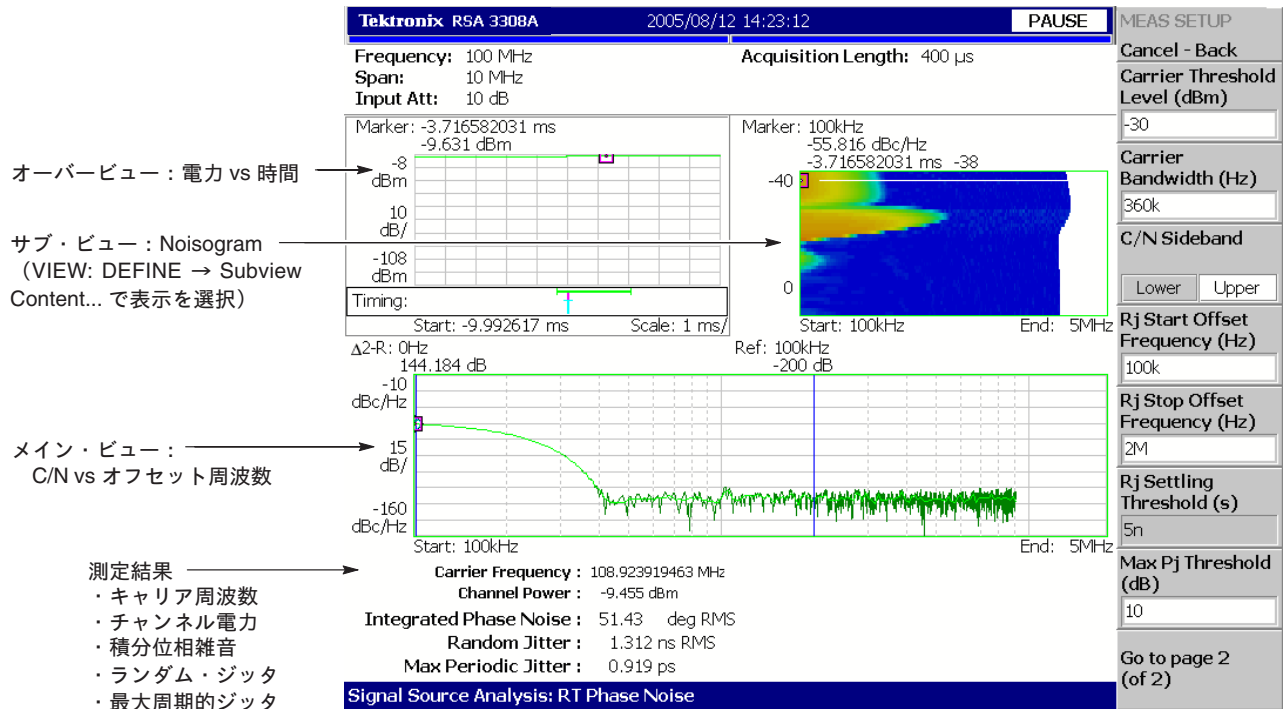 Tektronix RSA 3308A 2005/08/12 14:23:12 PAUSE
Frequency: 100 MHz
Span: 10 MHz
Input Att: 10 dB
Acquisition Length: 400 µs
オーバービュー：電力 vs 時間
サブ・ビュー：Noisogram
（VIEW: DEFINE → Subview
Content... で表示を選択）
Marker: -3.716582031 ms
-9.631 dBm
-8
dBm
10
dB/
-108
dBm
Timing:
Start: -9.992617 ms Scale: 1 ms/
Marker: 100kHz
-55.816 dBc/Hz
-3.716582031 ms -38
-40
0
Start: 100kHz End: 5MHz
メイン・ビュー：
C/N vs オフセット周波数
Δ2-R: 0Hz
144.184 dB
Ref: 100kHz
-200 dB
-10
dBc/Hz
15
dB/
-160
dBc/Hz
Start: 100kHz End: 5MHz
測定結果
・キャリア周波数
・チャンネル電力
・積分位相雑音
・ランダム・ジッタ
・最大周期的ジッタ
Carrier Frequency : 108.923919463 MHz
Channel Power : -9.455 dBm
Integrated Phase Noise : 51.43 deg RMS
Random Jitter : 1.312 ns RMS
Max Periodic Jitter : 0.919 ps
Signal Source Analysis: RT Phase Noise
MEAS SETUP
Cancel - Back
Carrier Threshold
Level (dBm)
-30
Carrier
Bandwidth (Hz)
360k
C/N Sideband
Lower Upper
Rj Start Offset
Frequency (Hz)
100k
Rj Stop Offset
Frequency (Hz)
2M
Rj Settling
Threshold (s)
5n
Max Pj Threshold
(dB)
10
Go to page 2
(of 2)